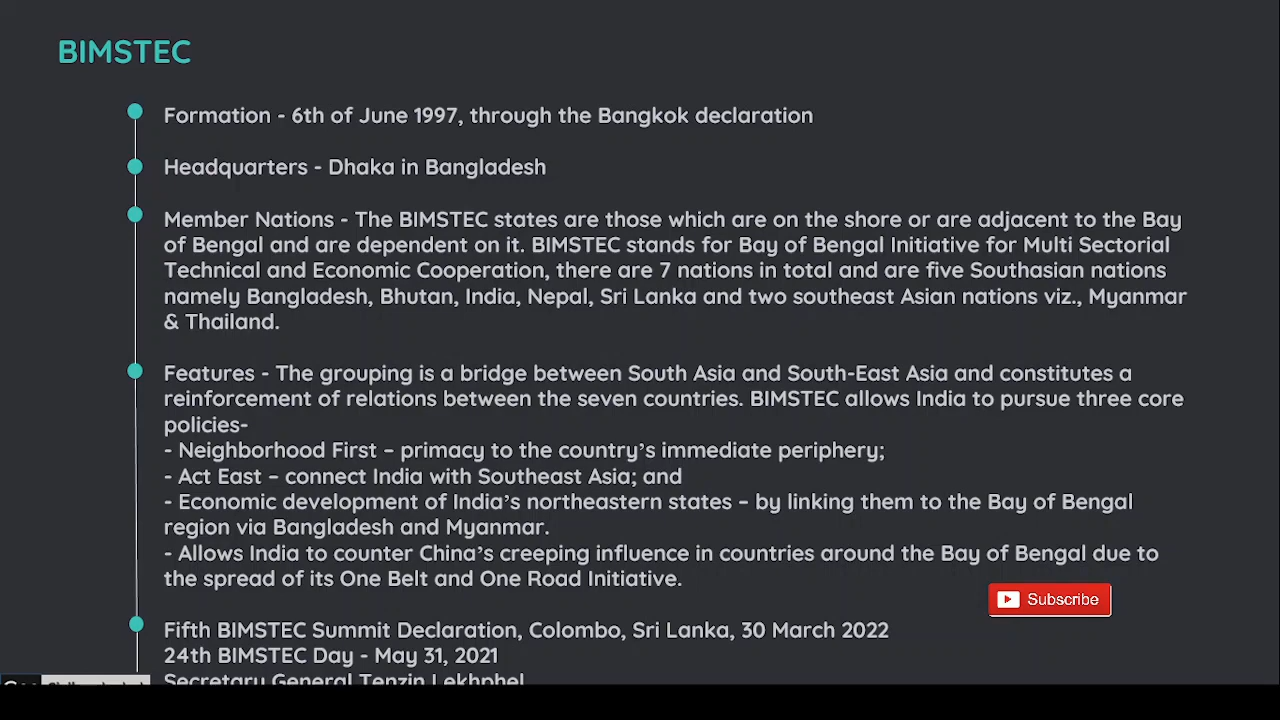 BIMSTEC
Formation - 6th of June 1997, through the Bangkok declaration
Headquarters - Dhaka in Bangladesh
Member Nations - The BIMSTEC states are those which are on the shore or are adjacent to the Bay
of Bengal and are dependent on it. BIMSTEC stands for Bay of Bengal Initiative for Multi Sectorial
Technical and Economic Cooperation, there are 7 nations in total and are five Southasian nations
namely Bangladesh, Bhutan, India, Nepal, Sri Lanka and two southeast Asian nations viz., Myanmar
& Thailand.
Features - The grouping is a bridge between South Asia and South-East Asia and constitutes a
reinforcement of relations between the seven countries. BIMSTEC allows India to pursue three core
policies-
- Neighborhood First – primacy to the country's immediate periphery;
- Act East – connect India with Southeast Asia; and
- Economic development of India's northeastern states – by linking them to the Bay of Bengal
region via Bangladesh and Myanmar.
- Allows India to counter China's creeping influence in countries around the Bay of Bengal due to
the spread of its One Belt and One Road Initiative.
Subscribe
Fifth BIMSTEC Summit Declaration, Colombo, Sri Lanka, 30 March 2022
24th BIMSTEC Day - May 31, 2021
Secretary General Tenzin Lekhphel